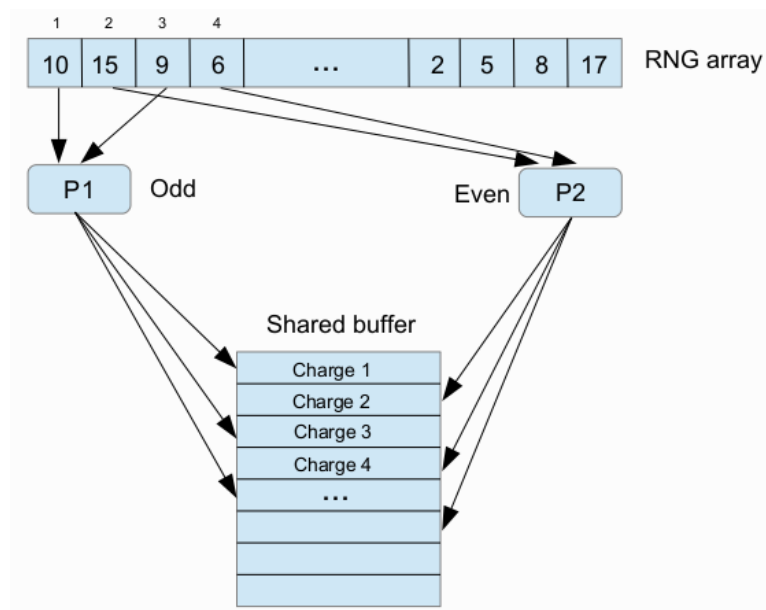 1 2 3 4
10 15 9 6 ... 2 5 8 17 RNG array
P1 Odd Even P2
Shared buffer
Charge 1
Charge 2
Charge 3
Charge 4
...